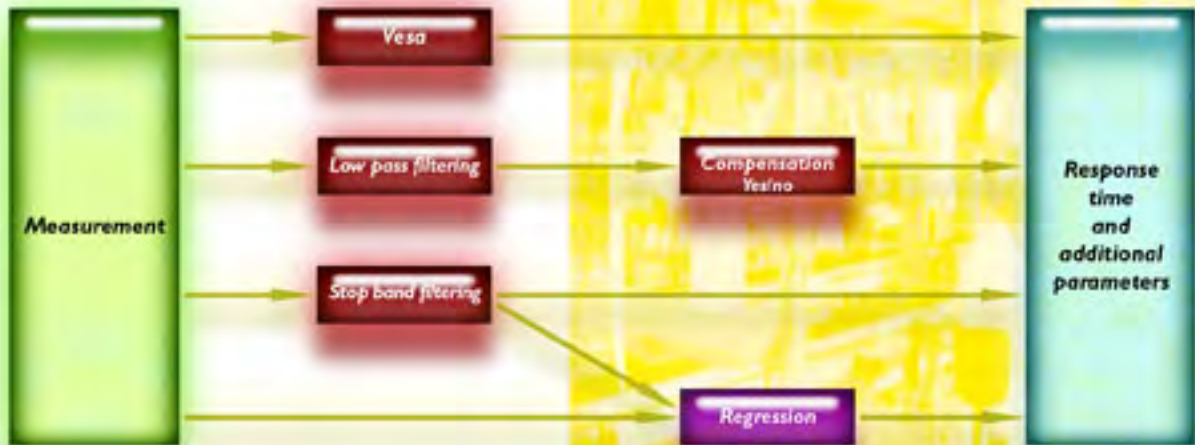 Vesa
Low pass filtering
Compensation
Yes/no
Measurement
Response
time
and
additional
parameters
Stop band filtering
Regression